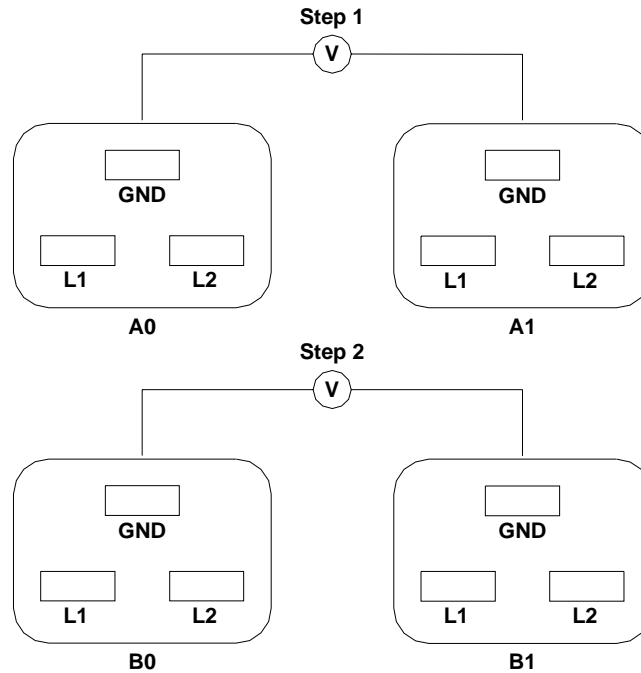 Step 1
V
GND GND
L1 L2 L1 L2
A0 A1
Step 2
V
GND GND
L1 L2 L1 L2
B0 B1